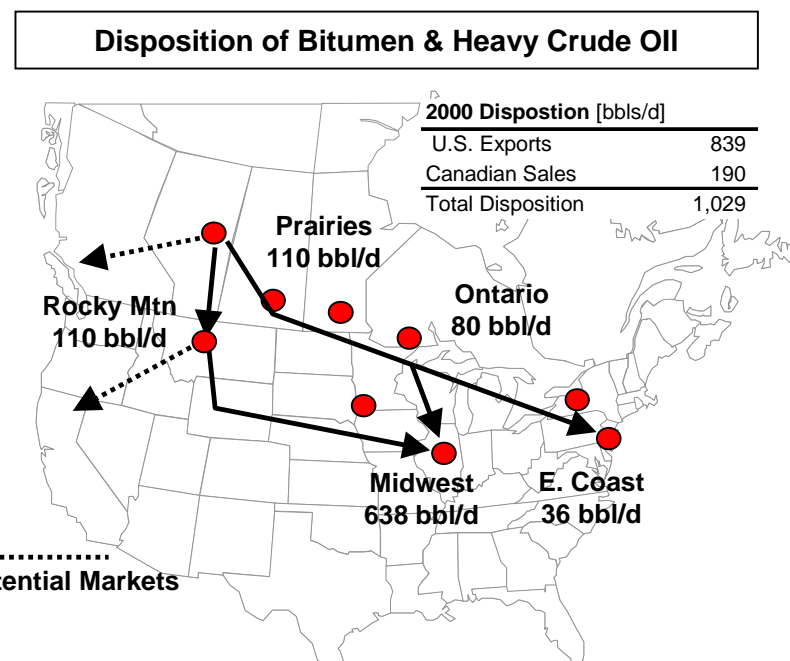 Disposition of Bitumen & Heavy Crude OIl
2000 Dispostion [bbls/d]
U.S. Exports 839
Canadian Sales 190
Total Disposition 1,029
Prairies
110 bbl/d
Rocky Mtn
110 bbl/d
Ontario
80 bbl/d
Midwest
638 bbl/d
E. Coast
36 bbl/d
Markets